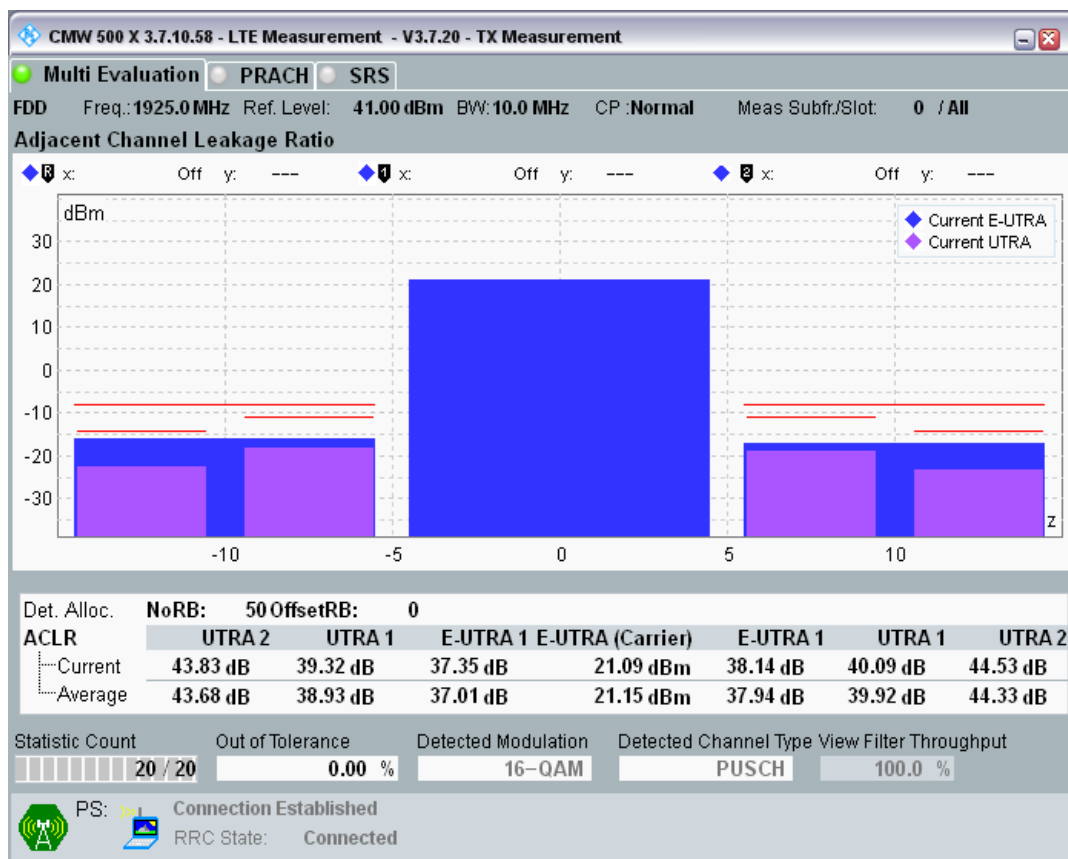 CMW 500 X 3.7.10.58 - LTE Measurement - V3.7.20 - TX Measurement
Multi Evaluation PRACH SRS
FDD Freq.: 1925.0 MHz Ref. Level: 41.00 dBm BW: 10.0 MHz CP :Normal Meas Subfr./Slot: 0 / All
Adjacent Channel Leakage Ratio
R x: Off y: --- 1 x: Off y: --- 2 x: Off y: ---
dBm
Current E-UTRA
Current UTRA
30
20
10
0
-10
-20
-30
z
-10 -5 0 5 10
Det. Alloc. NoRB: 50 OffsetRB: 0
ACLR UTRA 2 UTRA 1 E-UTRA 1 E-UTRA (Carrier) E-UTRA 1 UTRA 1 UTRA 2
Current 43.83 dB 39.32 dB 37.35 dB 21.09 dBm 38.14 dB 40.09 dB 44.53 dB
Average 43.68 dB 38.93 dB 37.01 dB 21.15 dBm 37.94 dB 39.92 dB 44.33 dB
Statistic Count Out of Tolerance Detected Modulation Detected Channel Type View Filter Throughput
20 / 20 0.00 % 16-QAM PUSCH 100.0 %
PS: Connection Established
RRC State: Connected